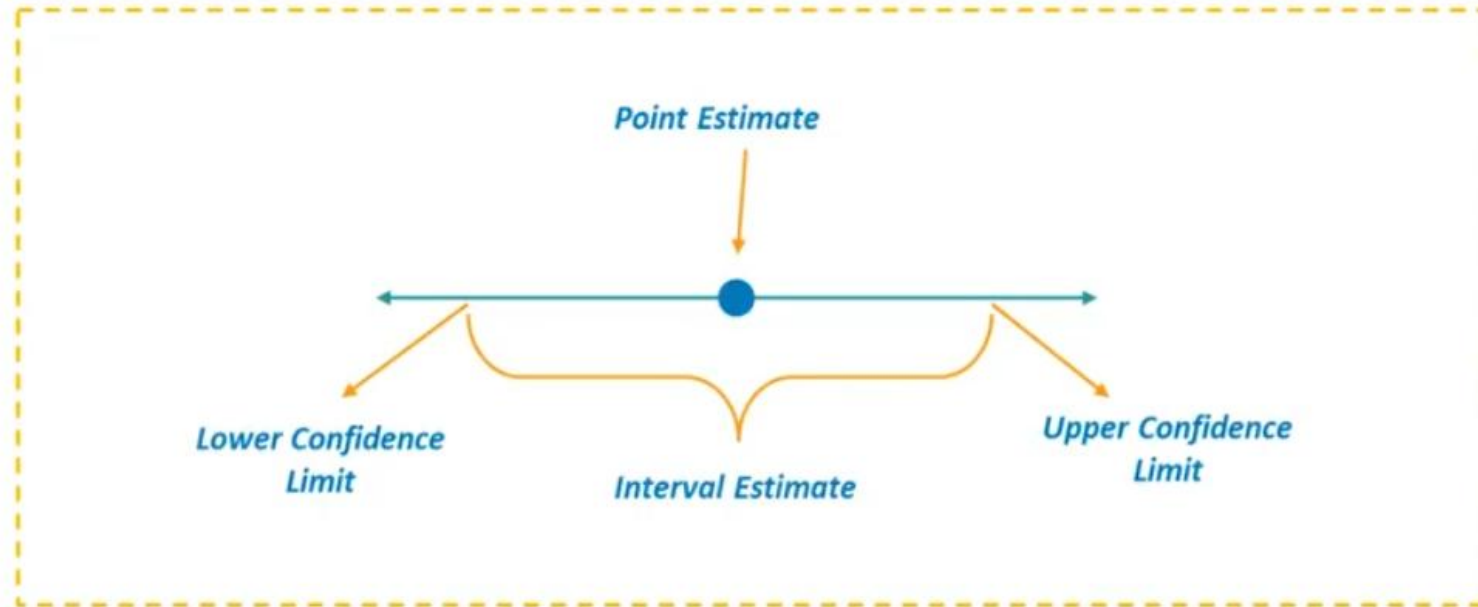 Point Estimate
Lower Confidence
Limit
Interval Estimate
Upper Confidence
Limit